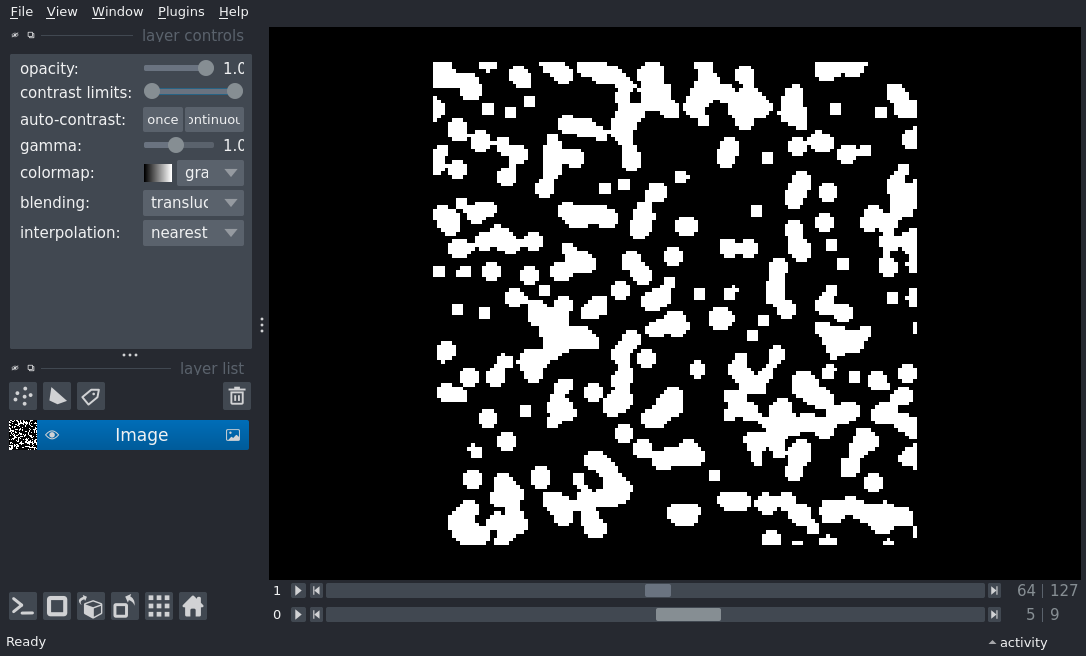 File View Window Plugins Help
layer controls
opacity: 1.0
contrast limits:
auto-contrast: once ontinuou
gamma: 1.0
colormap: gra
blending: transluc
interpolation: nearest
layer list
Image
1 64 127
0 5 9
Ready activity